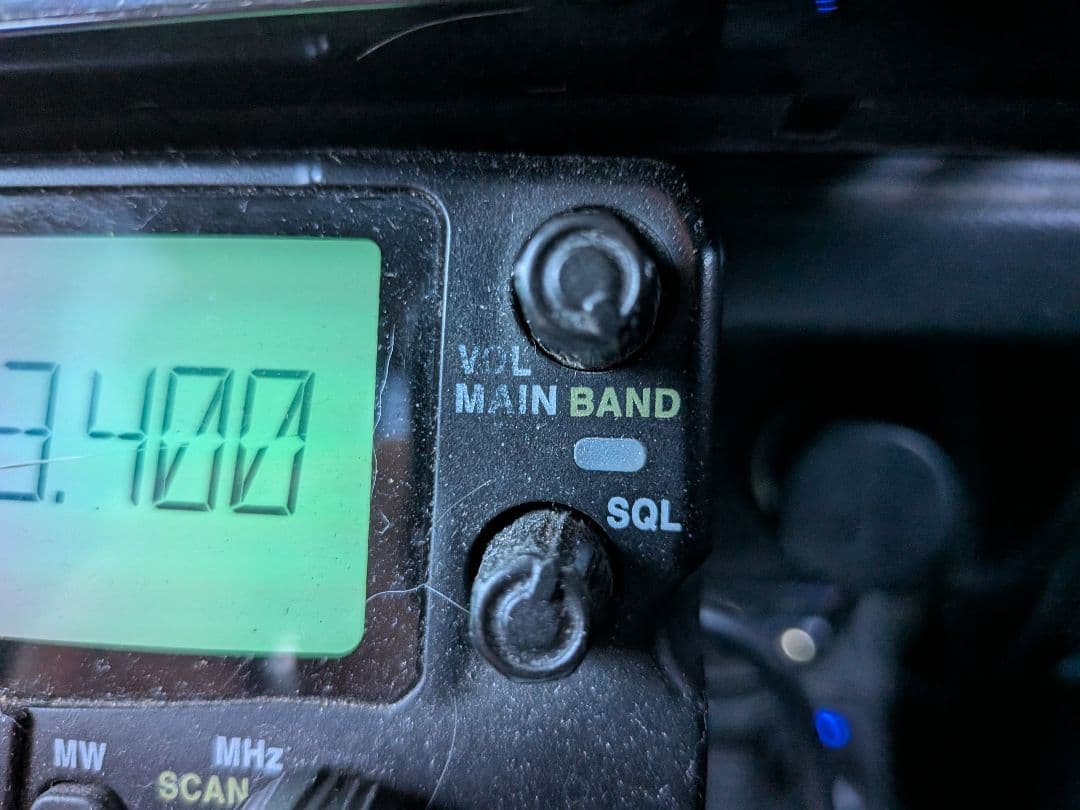 3.400
VOL
MAIN BAND
SQL
MW
MHz
SCAN